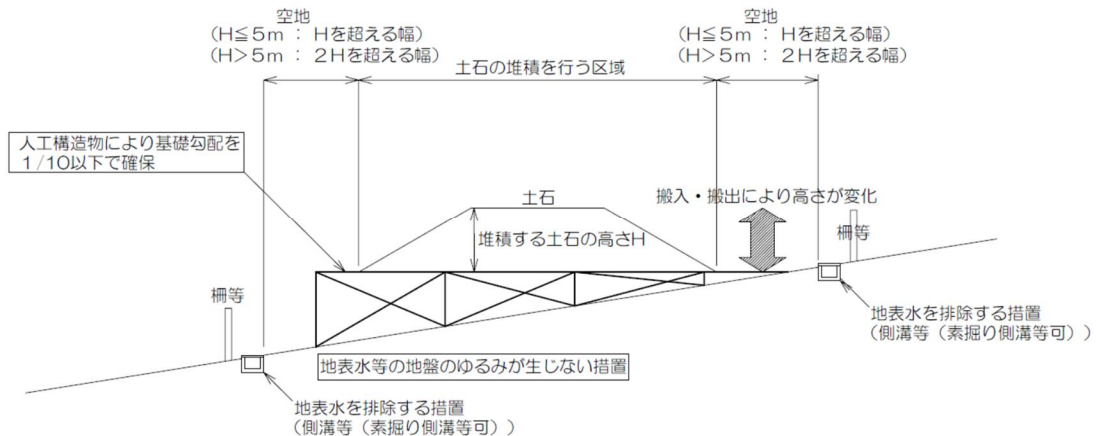 空地
（H≦5m ： Hを超える幅）
（H>5m ： 2Hを超える幅）
空地
（H≦5m ： Hを超える幅）
（H>5m ： 2Hを超える幅）
土石の堆積を行う区域
人工構造物により基礎勾配を
1/10以下で確保
土石
搬入・搬出により高さが変化
堆積する土石の高さH
柵等
柵等
地表水を排除する措置
（側溝等（素掘り側溝等可））
地表水等の地盤のゆるみが生じない措置
地表水を排除する措置
（側溝等（素掘り側溝等可））